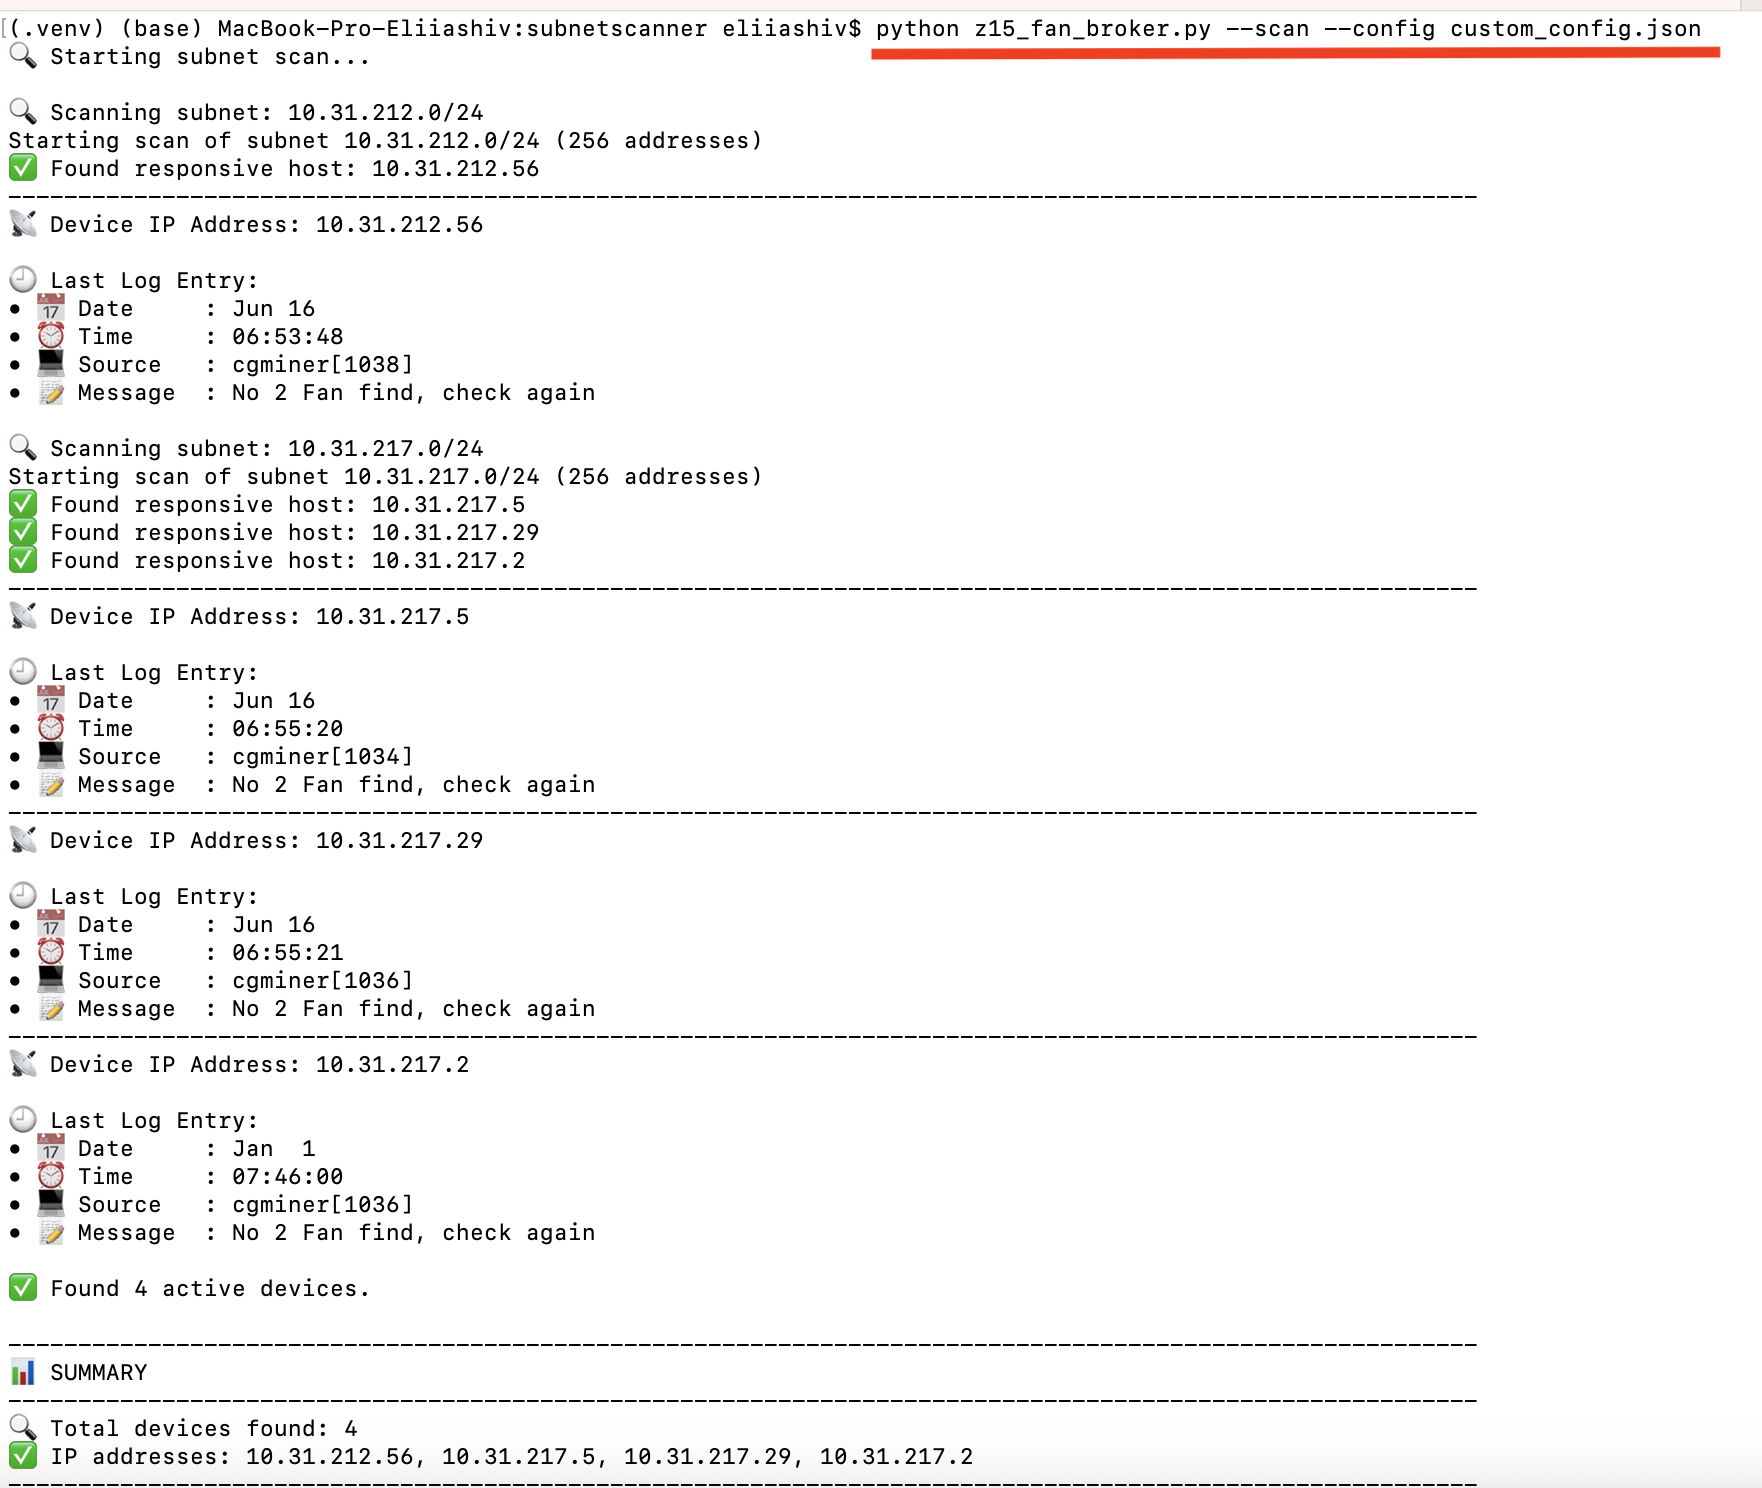 (.venv) (base) MacBook-Pro-Eliiashiv:subnetscanner eliiashiv$ python z15_fan_broker.py --scan --config custom_config.json
🔍 Starting subnet scan...
🔍 Scanning subnet: 10.31.212.0/24
Starting scan of subnet 10.31.212.0/24 (256 addresses)
✅ Found responsive host: 10.31.212.56
📡 Device IP Address: 10.31.212.56
🕘 Last Log Entry:
• 📅 Date     : Jun 16
• ⏰ Time     : 06:53:48
• 💻 Source   : cgminer[1038]
• 📝 Message  : No 2 Fan find, check again
🔍 Scanning subnet: 10.31.217.0/24
Starting scan of subnet 10.31.217.0/24 (256 addresses)
✅ Found responsive host: 10.31.217.5
✅ Found responsive host: 10.31.217.29
✅ Found responsive host: 10.31.217.2
📡 Device IP Address: 10.31.217.5
🕘 Last Log Entry:
• 📅 Date     : Jun 16
• ⏰ Time     : 06:55:20
• 💻 Source   : cgminer[1034]
• 📝 Message  : No 2 Fan find, check again
📡 Device IP Address: 10.31.217.29
🕘 Last Log Entry:
• 📅 Date     : Jun 16
• ⏰ Time     : 06:55:21
• 💻 Source   : cgminer[1036]
• 📝 Message  : No 2 Fan find, check again
📡 Device IP Address: 10.31.217.2
🕘 Last Log Entry:
• 📅 Date     : Jan  1
• ⏰ Time     : 07:46:00
• 💻 Source   : cgminer[1036]
• 📝 Message  : No 2 Fan find, check again
✅ Found 4 active devices.
📊 SUMMARY
🔍 Total devices found: 4
✅ IP addresses: 10.31.212.56, 10.31.217.5, 10.31.217.29, 10.31.217.2